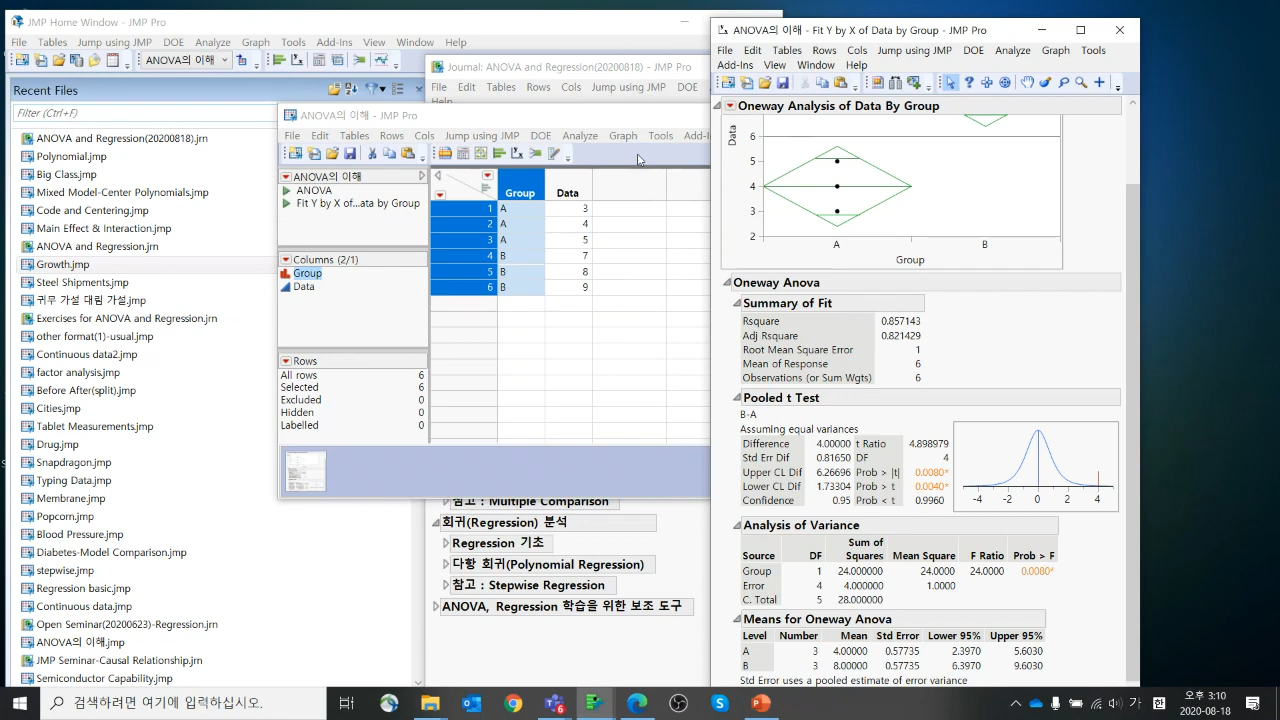 JMP Home Window - JMP Pro
File Tables Jump using JMP DOE Analyze Graph Tools Add-Ins View Window Help
ANOVA의 이해
Recent Files
Filter (Ctrl+F)
ANOVA and Regression(20200818).jrn
Polynomial.jmp
Big Class.jmp
Mixed Model-Center Polynomials.jmp
Code and Centering.jmp
Main Effect & Interaction.jmp
ANOVA and Regression.jrn
Growth.jmp
Steel Shipments.jmp
귀무 가설 대립 가설.jmp
Exercises for ANOVA and Regression.jrn
other format(1)-usual.jmp
Continuous data2.jmp
factor analysis.jmp
Before After(split).jmp
Cities.jmp
Tablet Measurements.jmp
Drug.jmp
Snapdragon.jmp
Typing Data.jmp
Membrane.jmp
Popcorn.jmp
Blood Pressure.jmp
Diabetes-Model Comparison.jmp
stepwise.jmp
Regression basic.jmp
Continuous data.jmp
Open Seminar(20200623)-Regression.jrn
ANOVA의 이해.jmp
JMP Seminar-Causal Relationship.jrn
Semiconductor Capability.jmp
Journal: ANOVA and Regression(20200818) - JMP Pro
File Edit Tables Rows Cols Jump using JMP DOE
참고 : Multiple Comparison
회귀(Regression) 분석
Regression 기초
다항 회귀(Polynomial Regression)
참고 : Stepwise Regression
ANOVA, Regression 학습을 위한 보조 도구
ANOVA의 이해 - JMP Pro
File Edit Tables Rows Cols Jump using JMP DOE Analyze Graph Tools Add-I
ANOVA의 이해
ANOVA
Fit Y by X of...ata by Group
Columns (2/1)
Group
Data
Rows
All rows 6
Selected 6
Excluded 0
Hidden 0
Labelled 0
Group Data
1 A 3
2 A 4
3 A 5
4 B 7
5 B 8
6 B 9
ANOVA의 이해 - Fit Y by X of Data by Group - JMP Pro
File Edit Tables Rows Cols Jump using JMP DOE Analyze Graph Tools
Add-Ins View Window Help
Oneway Analysis of Data By Group
Data
6
5
4
3
2
A B
Group
Oneway Anova
Summary of Fit
Rsquare 0.857143
Adj Rsquare 0.821429
Root Mean Square Error 1
Mean of Response 6
Observations (or Sum Wgts) 6
Pooled t Test
B-A
Assuming equal variances
Difference 4.00000 t Ratio 4.898979
Std Err Dif 0.81650 DF 4
Upper CL Dif 6.26696 Prob > |t| 0.0080*
Lower CL Dif 1.73304 Prob > t 0.0040*
Confidence 0.95 Prob < t 0.9960
-4 -2 0 2 4
Analysis of Variance
Source DF Sum of Squares Mean Square F Ratio Prob > F
Group 1 24.000000 24.0000 24.0000 0.0080*
Error 4 4.000000 1.0000
C. Total 5 28.000000
Means for Oneway Anova
Level Number Mean Std Error Lower 95% Upper 95%
A 3 4.00000 0.57735 2.3970 5.6030
B 3 8.00000 0.57735 6.3970 9.6030
Std Error uses a pooled estimate of error variance
검색하려면 여기에 입력하십시오.
가 한
오후 3:10
2020-08-18